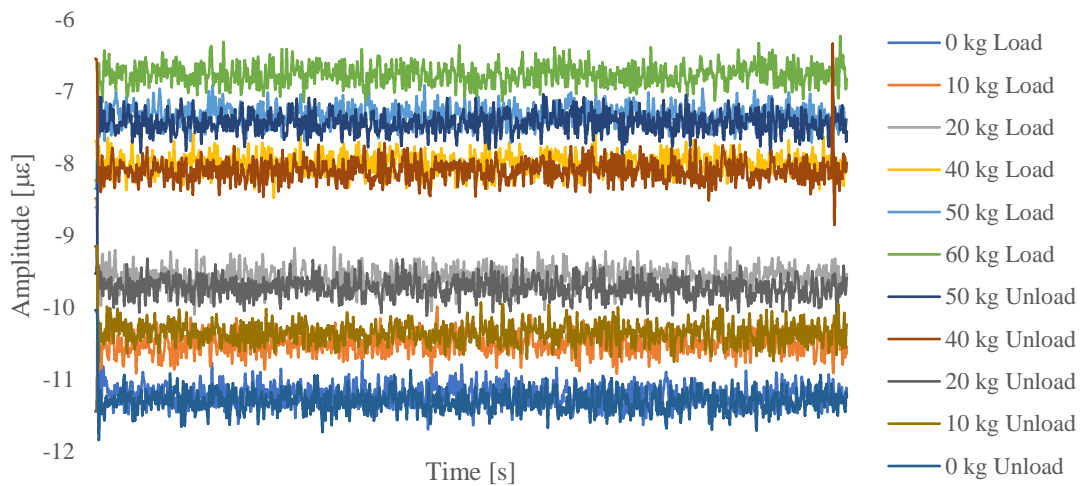 -6
-7
-8
-9
-10
-11
-12
Amplitude [με]
Time [s]
0 kg Load
10 kg Load
20 kg Load
40 kg Load
50 kg Load
60 kg Load
50 kg Unload
40 kg Unload
20 kg Unload
10 kg Unload
0 kg Unload